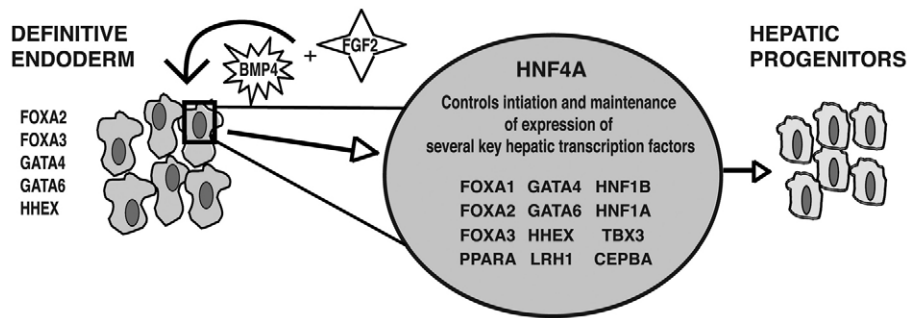 DEFINITIVE
ENDODERM
BMP4
+
FGF2
HEPATIC
PROGENITORS
FOXA2
FOXA3
GATA4
GATA6
HHEX
HNF4A
Controls intiation and maintenance
of expression of
several key hepatic transcription factors
FOXA1 GATA4 HNF1B
FOXA2 GATA6 HNF1A
FOXA3 HHEX TBX3
PPARA LRH1 CEPBA